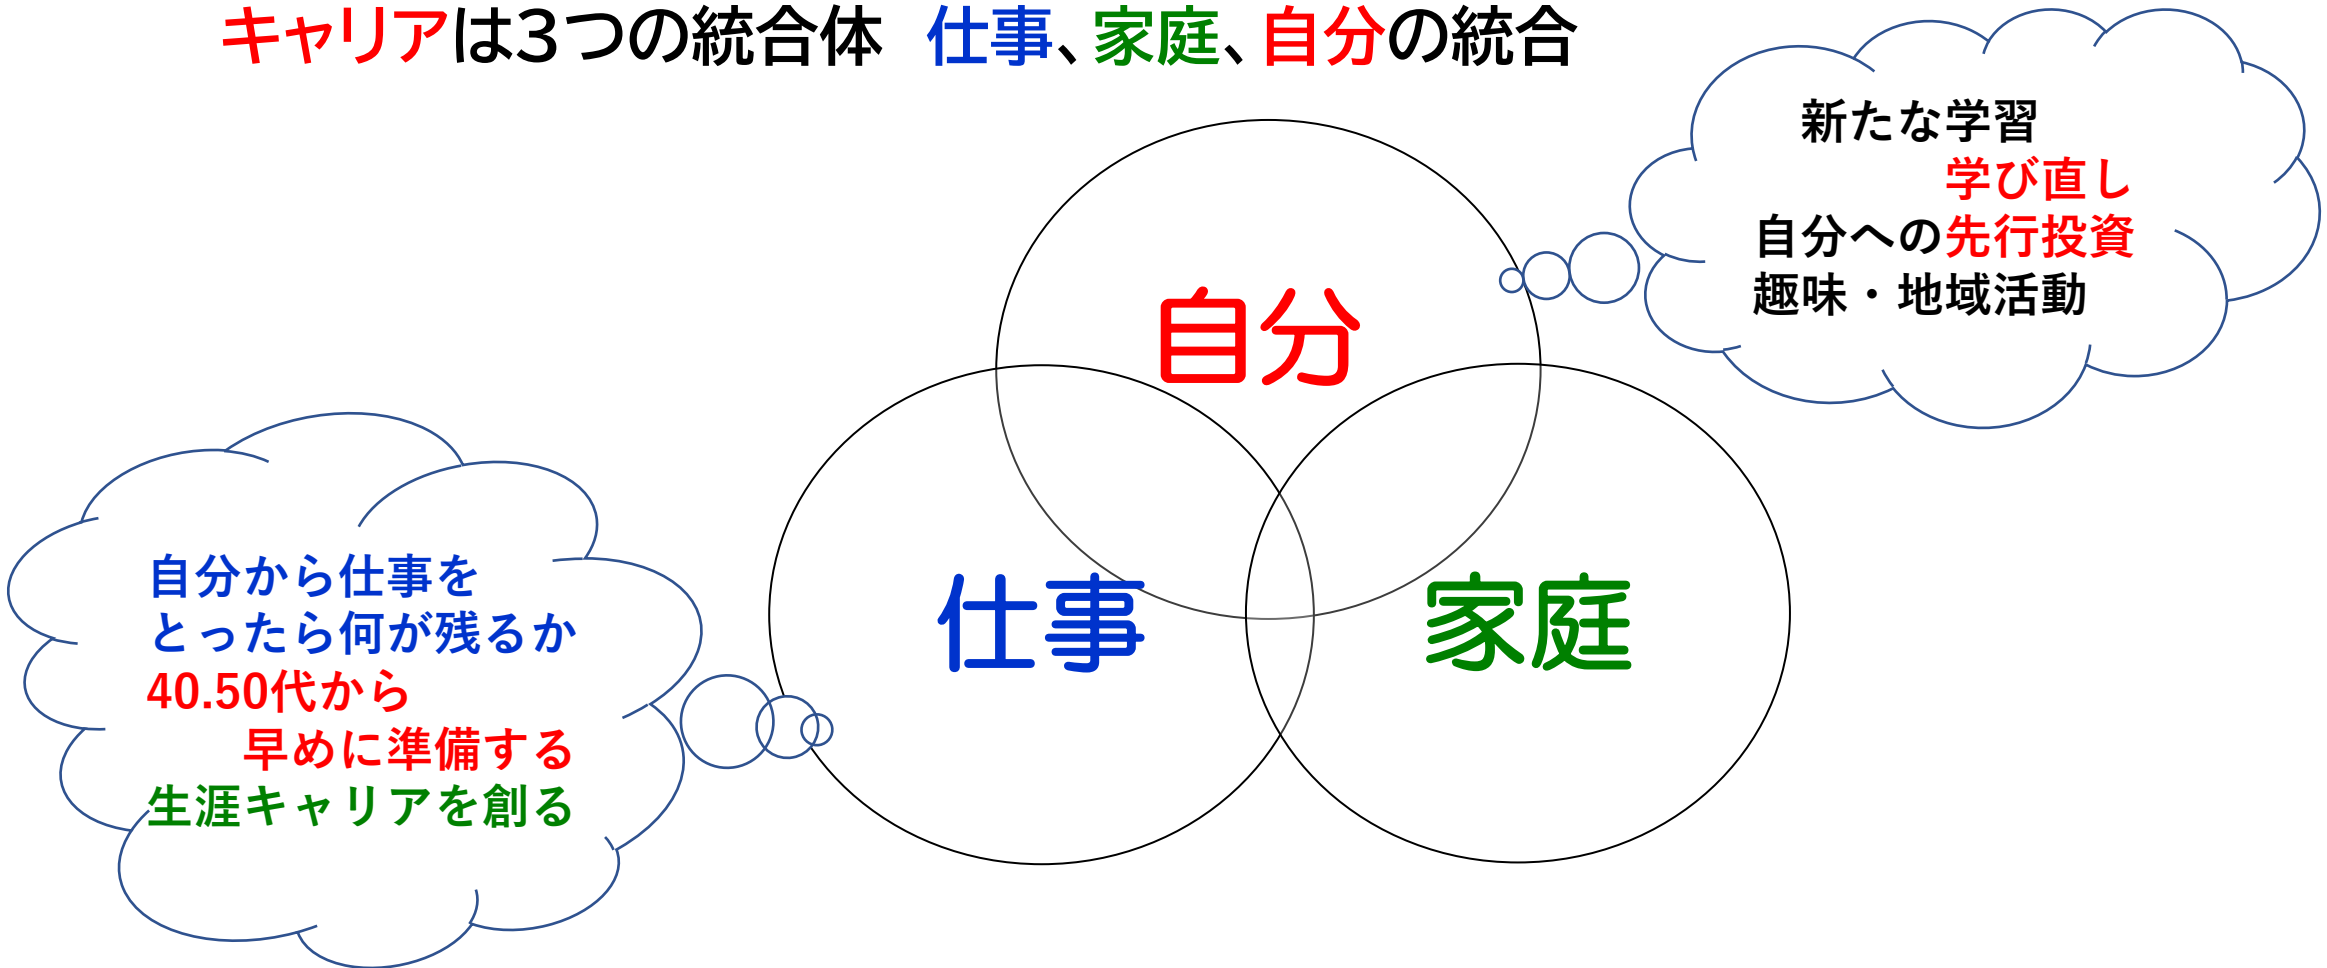 キャリアは３つの統合体　仕事、家庭、自分の統合
新たな学習
学び直し
自分への先行投資
趣味・地域活動
自分
仕事
家庭
自分から仕事を
とったら何が残るか
40.50代から
早めに準備する
生涯キャリアを創る